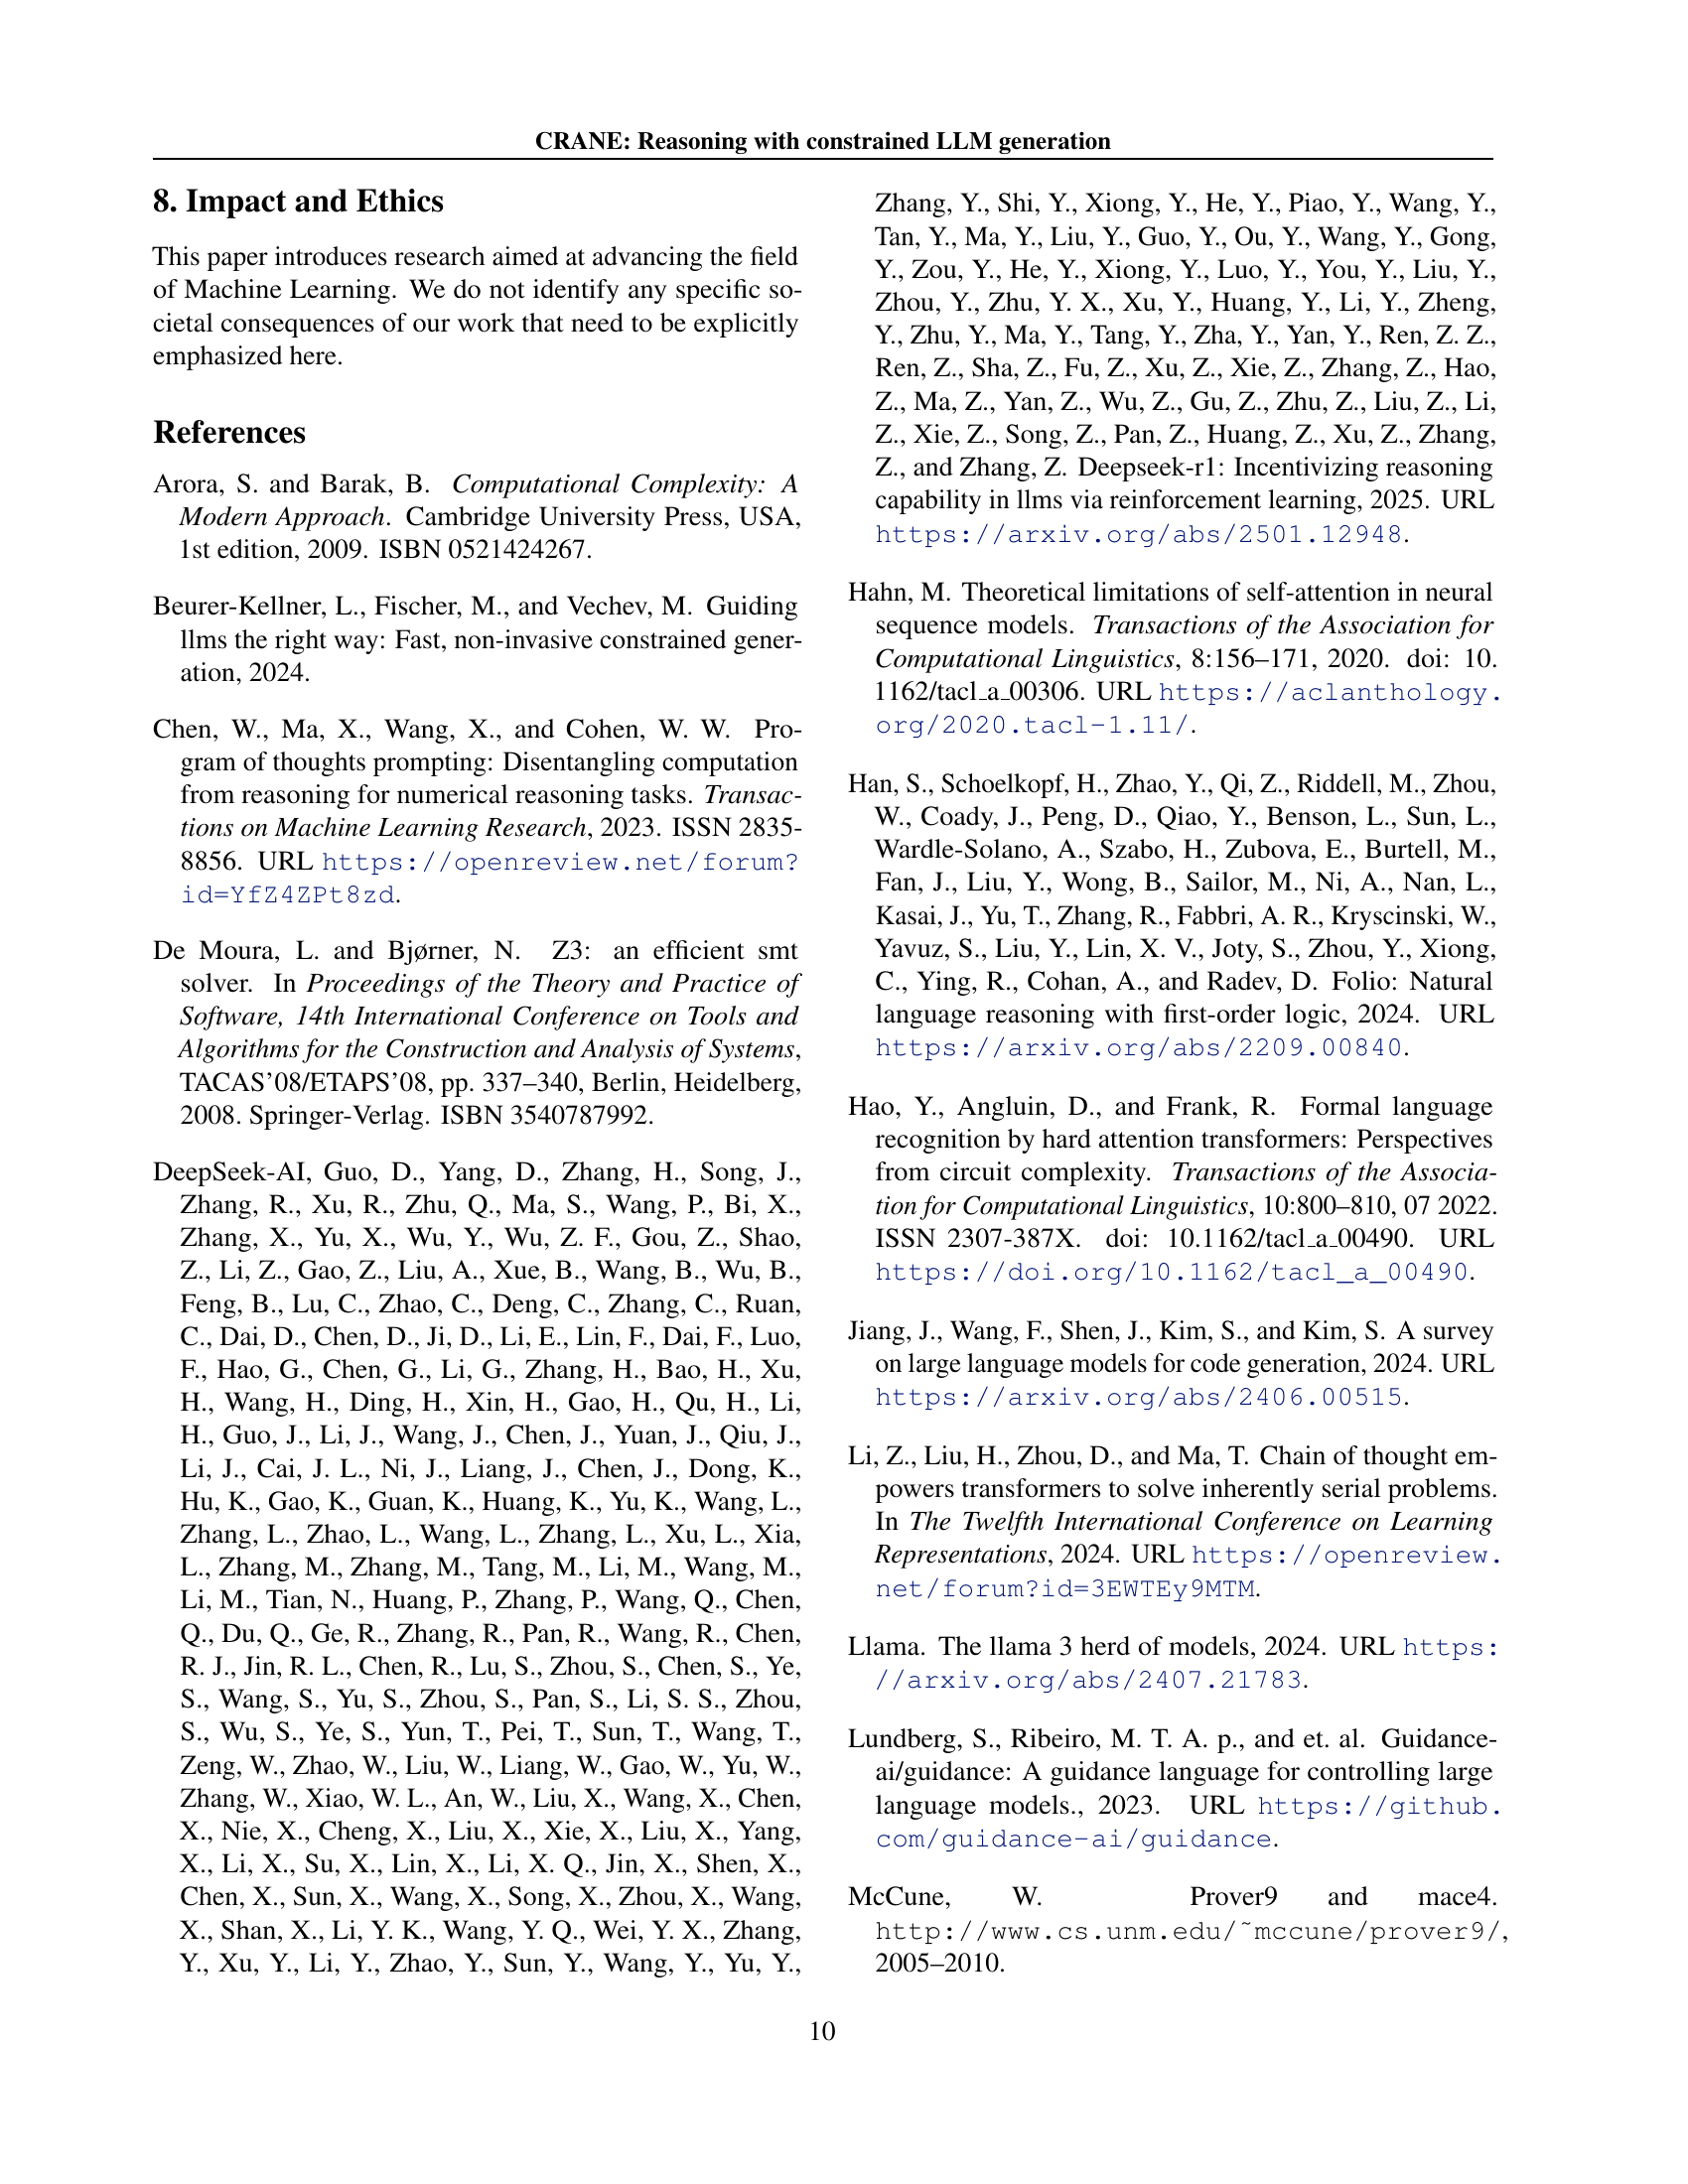 CRANE: Reasoning with constrained LLM generation
8. Impact and Ethics
This paper introduces research aimed at advancing the field
of Machine Learning. We do not identify any specific so-
cietal consequences of our work that need to be explicitly
emphasized here.
References
Arora, S. and Barak, B. Computational Complexity: A
Modern Approach. Cambridge University Press, USA,
1st edition, 2009. ISBN 0521424267.
Beurer-Kellner, L., Fischer, M., and Vechev, M. Guiding
llms the right way: Fast, non-invasive constrained gener-
ation, 2024.
Chen, W., Ma, X., Wang, X., and Cohen, W. W. Pro-
gram of thoughts prompting: Disentangling computation
from reasoning for numerical reasoning tasks. Transac-
tions on Machine Learning Research, 2023. ISSN 2835-
8856. URL https://openreview.net/forum?
id=YfZ4ZPt8zd.
De Moura, L. and Bjørner, N. Z3: an efficient smt
solver. In Proceedings of the Theory and Practice of
Software, 14th International Conference on Tools and
Algorithms for the Construction and Analysis of Systems,
TACAS'08/ETAPS'08, pp. 337–340, Berlin, Heidelberg,
2008. Springer-Verlag. ISBN 3540787992.
DeepSeek-AI, Guo, D., Yang, D., Zhang, H., Song, J.,
Zhang, R., Xu, R., Zhu, Q., Ma, S., Wang, P., Bi, X.,
Zhang, X., Yu, X., Wu, Y., Wu, Z. F., Gou, Z., Shao,
Z., Li, Z., Gao, Z., Liu, A., Xue, B., Wang, B., Wu, B.,
Feng, B., Lu, C., Zhao, C., Deng, C., Zhang, C., Ruan,
C., Dai, D., Chen, D., Ji, D., Li, E., Lin, F., Dai, F., Luo,
F., Hao, G., Chen, G., Li, G., Zhang, H., Bao, H., Xu,
H., Wang, H., Ding, H., Xin, H., Gao, H., Qu, H., Li,
H., Guo, J., Li, J., Wang, J., Chen, J., Yuan, J., Qiu, J.,
Li, J., Cai, J. L., Ni, J., Liang, J., Chen, J., Dong, K.,
Hu, K., Gao, K., Guan, K., Huang, K., Yu, K., Wang, L.,
Zhang, L., Zhao, L., Wang, L., Zhang, L., Xu, L., Xia,
L., Zhang, M., Zhang, M., Tang, M., Li, M., Wang, M.,
Li, M., Tian, N., Huang, P., Zhang, P., Wang, Q., Chen,
Q., Du, Q., Ge, R., Zhang, R., Pan, R., Wang, R., Chen,
R. J., Jin, R. L., Chen, R., Lu, S., Zhou, S., Chen, S., Ye,
S., Wang, S., Yu, S., Zhou, S., Pan, S., Li, S. S., Zhou,
S., Wu, S., Ye, S., Yun, T., Pei, T., Sun, T., Wang, T.,
Zeng, W., Zhao, W., Liu, W., Liang, W., Gao, W., Yu, W.,
Zhang, W., Xiao, W. L., An, W., Liu, X., Wang, X., Chen,
X., Nie, X., Cheng, X., Liu, X., Xie, X., Liu, X., Yang,
X., Li, X., Su, X., Lin, X., Li, X. Q., Jin, X., Shen, X.,
Chen, X., Sun, X., Wang, X., Song, X., Zhou, X., Wang,
X., Shan, X., Li, Y. K., Wang, Y. Q., Wei, Y. X., Zhang,
Y., Xu, Y., Li, Y., Zhao, Y., Sun, Y., Wang, Y., Yu, Y.,
Zhang, Y., Shi, Y., Xiong, Y., He, Y., Piao, Y., Wang, Y.,
Tan, Y., Ma, Y., Liu, Y., Guo, Y., Ou, Y., Wang, Y., Gong,
Y., Zou, Y., He, Y., Xiong, Y., Luo, Y., You, Y., Liu, Y.,
Zhou, Y., Zhu, Y. X., Xu, Y., Huang, Y., Li, Y., Zheng,
Y., Zhu, Y., Ma, Y., Tang, Y., Zha, Y., Yan, Y., Ren, Z. Z.,
Ren, Z., Sha, Z., Fu, Z., Xu, Z., Xie, Z., Zhang, Z., Hao,
Z., Ma, Z., Yan, Z., Wu, Z., Gu, Z., Zhu, Z., Liu, Z., Li,
Z., Xie, Z., Song, Z., Pan, Z., Huang, Z., Xu, Z., Zhang,
Z., and Zhang, Z. Deepseek-r1: Incentivizing reasoning
capability in llms via reinforcement learning, 2025. URL
https://arxiv.org/abs/2501.12948.
Hahn, M. Theoretical limitations of self-attention in neural
sequence models. Transactions of the Association for
Computational Linguistics, 8:156–171, 2020. doi: 10.
1162/tacl_a_00306. URL https://aclanthology.
org/2020.tacl-1.11/.
Han, S., Schoelkopf, H., Zhao, Y., Qi, Z., Riddell, M., Zhou,
W., Coady, J., Peng, D., Qiao, Y., Benson, L., Sun, L.,
Wardle-Solano, A., Szabo, H., Zubova, E., Burtell, M.,
Fan, J., Liu, Y., Wong, B., Sailor, M., Ni, A., Nan, L.,
Kasai, J., Yu, T., Zhang, R., Fabbri, A. R., Kryscinski, W.,
Yavuz, S., Liu, Y., Lin, X. V., Joty, S., Zhou, Y., Xiong,
C., Ying, R., Cohan, A., and Radev, D. Folio: Natural
language reasoning with first-order logic, 2024. URL
https://arxiv.org/abs/2209.00840.
Hao, Y., Angluin, D., and Frank, R. Formal language
recognition by hard attention transformers: Perspectives
from circuit complexity. Transactions of the Associa-
tion for Computational Linguistics, 10:800–810, 07 2022.
ISSN 2307-387X. doi: 10.1162/tacl_a_00490. URL
https://doi.org/10.1162/tacl_a_00490.
Jiang, J., Wang, F., Shen, J., Kim, S., and Kim, S. A survey
on large language models for code generation, 2024. URL
https://arxiv.org/abs/2406.00515.
Li, Z., Liu, H., Zhou, D., and Ma, T. Chain of thought em-
powers transformers to solve inherently serial problems.
In The Twelfth International Conference on Learning
Representations, 2024. URL https://openreview.
net/forum?id=3EWTEy9MTM.
Llama. The llama 3 herd of models, 2024. URL https:
//arxiv.org/abs/2407.21783.
Lundberg, S., Ribeiro, M. T. A. p., and et. al. Guidance-
ai/guidance: A guidance language for controlling large
language models., 2023. URL https://github.
com/guidance-ai/guidance.
McCune, W. Prover9 and mace4.
http://www.cs.unm.edu/˜mccune/prover9/,
2005–2010.
10